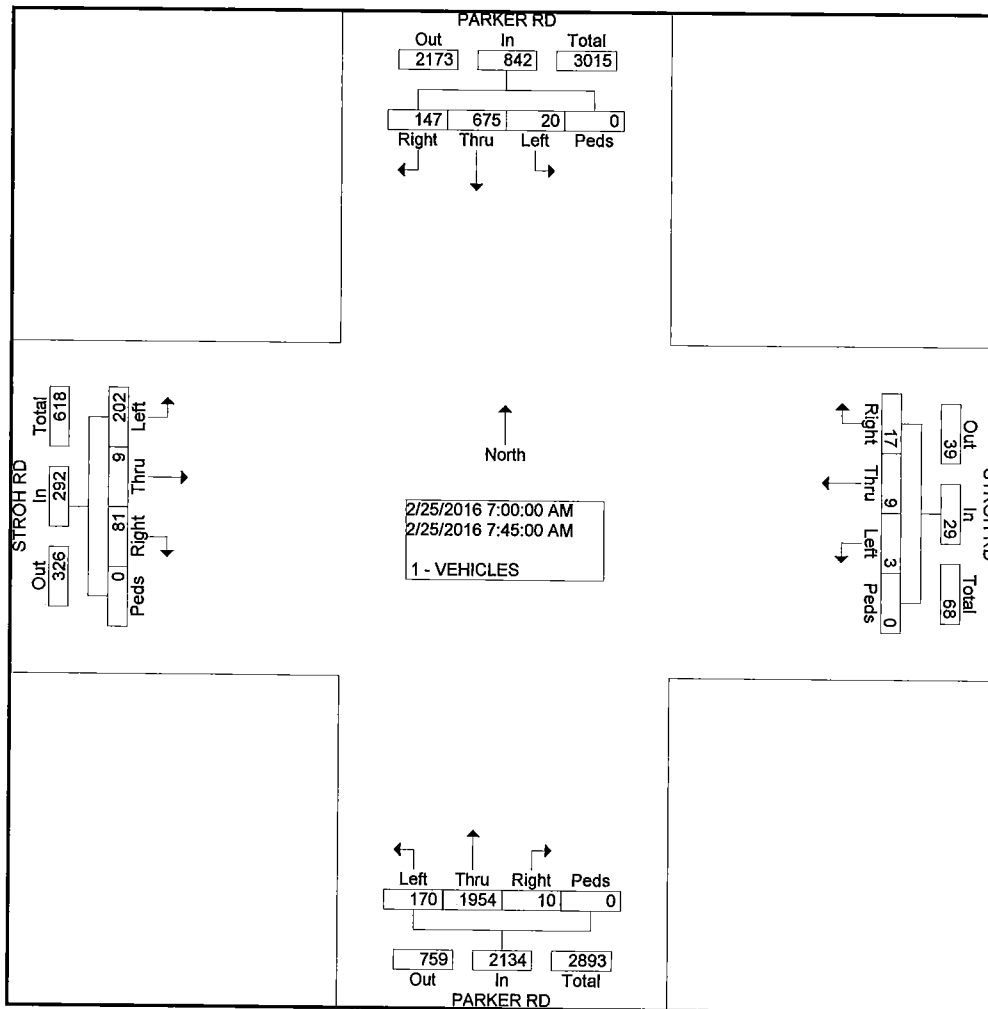 PARKER RD
Out In Total
2173 842 3015
147 675 20 0
Right Thru Left Peds
STROH RD
Total In Out
618 292 326
202 9 81 0
Left Thru Right Peds
North
2/25/2016 7:00:00 AM
2/25/2016 7:45:00 AM
1 - VEHICLES
Right Thru Left Peds
17 9 3 0
Out In Total
39 29 68
Left Thru Right Peds
170 1954 10 0
759 2134 2893
Out In Total
PARKER RD